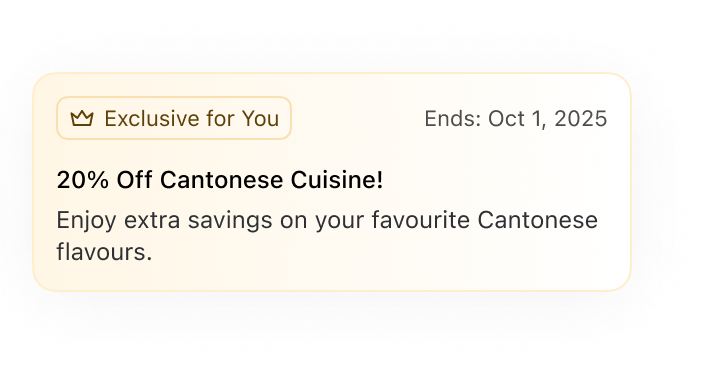 Exclusive for You
Ends: Oct 1, 2025
20% Off Cantonese Cuisine!
Enjoy extra savings on your favourite Cantonese
flavours.